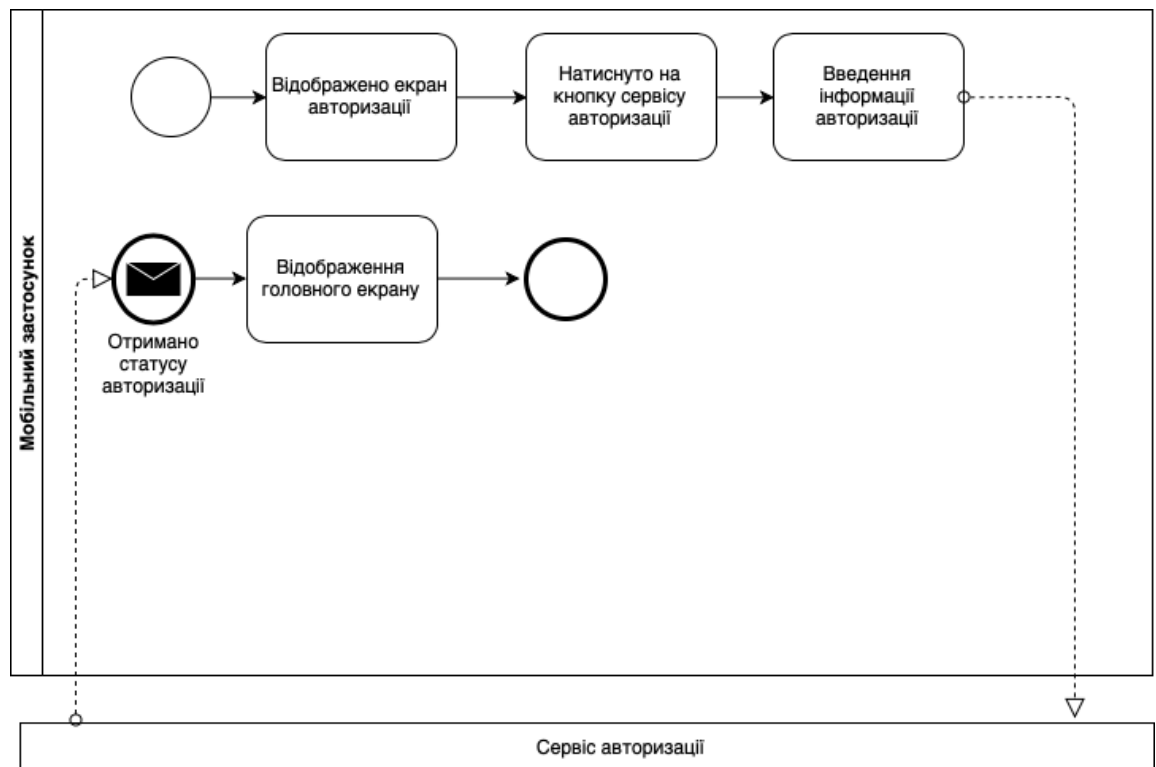 Мобільний застосунок
Відображено екран
авторизації
Натиснуто на
кнопку сервісу
авторизації
Введення
інформації
авторизації
Отримано
статусу
авторизації
Відображення
головного екрану
Сервіс авторизації